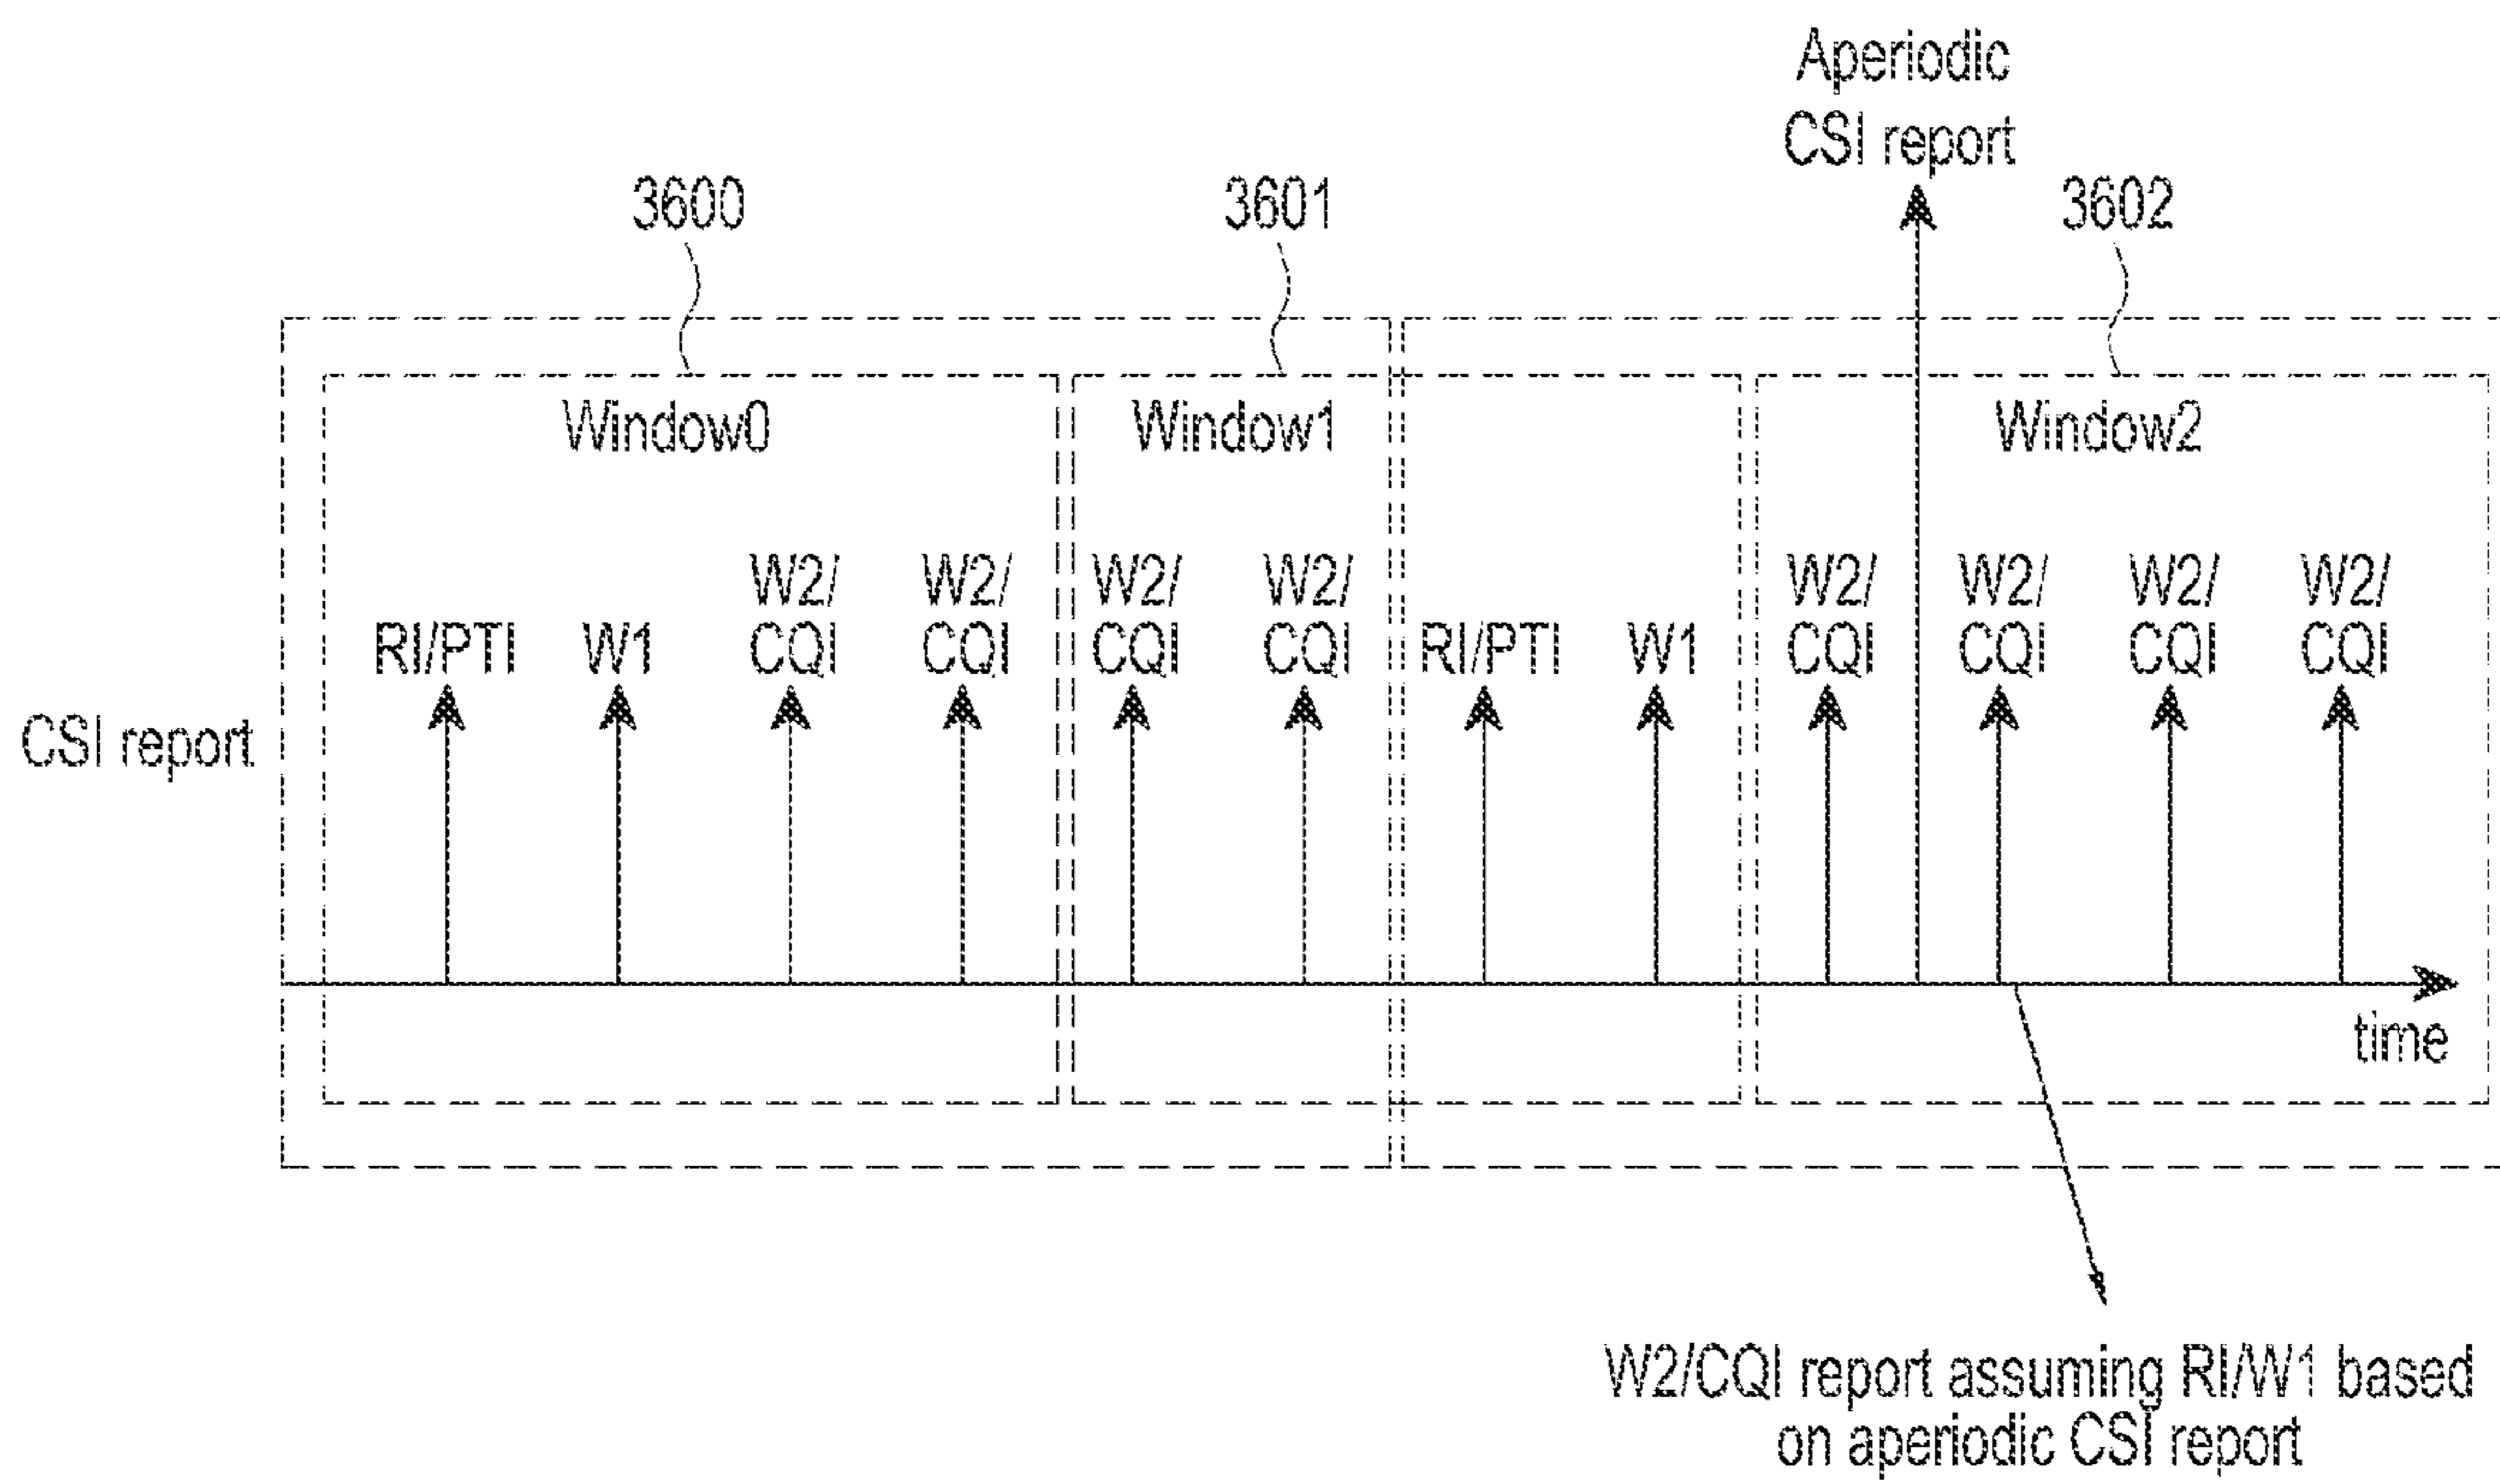 Aperiodic
CSI report
3600
3601
3602
Window0
Window1
Window2
RI/PTI
W1
W2/
CQI
W2/
CQI
W2/
CQI
W2/
CQI
RI/PTI
W1
W2/
CQI
W2/
CQI
W2/
CQI
W2/
CQI
CSI report
time
W2/CQI report assuming RI/W1 based
on aperiodic CSI report